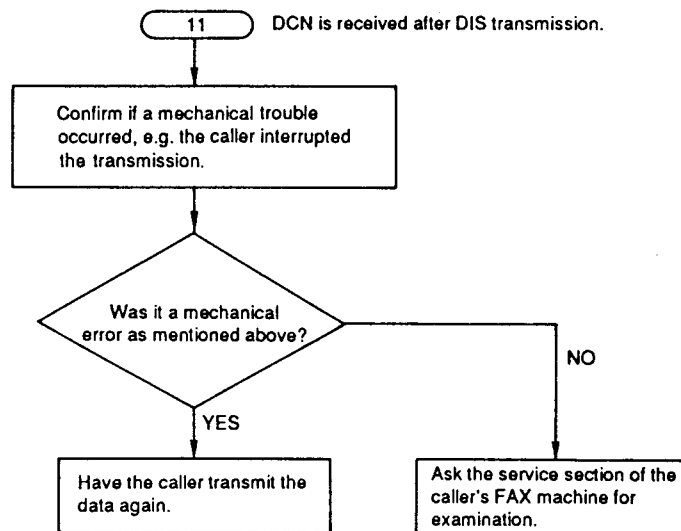 11
DCN is received after DIS transmission.
Confirm if a mechanical trouble
occurred, e.g. the caller interrupted
the transmission.
Was it a mechanical
error as mentioned above?
NO
YES
Have the caller transmit the
data again.
Ask the service section of the
caller's FAX machine for
examination.